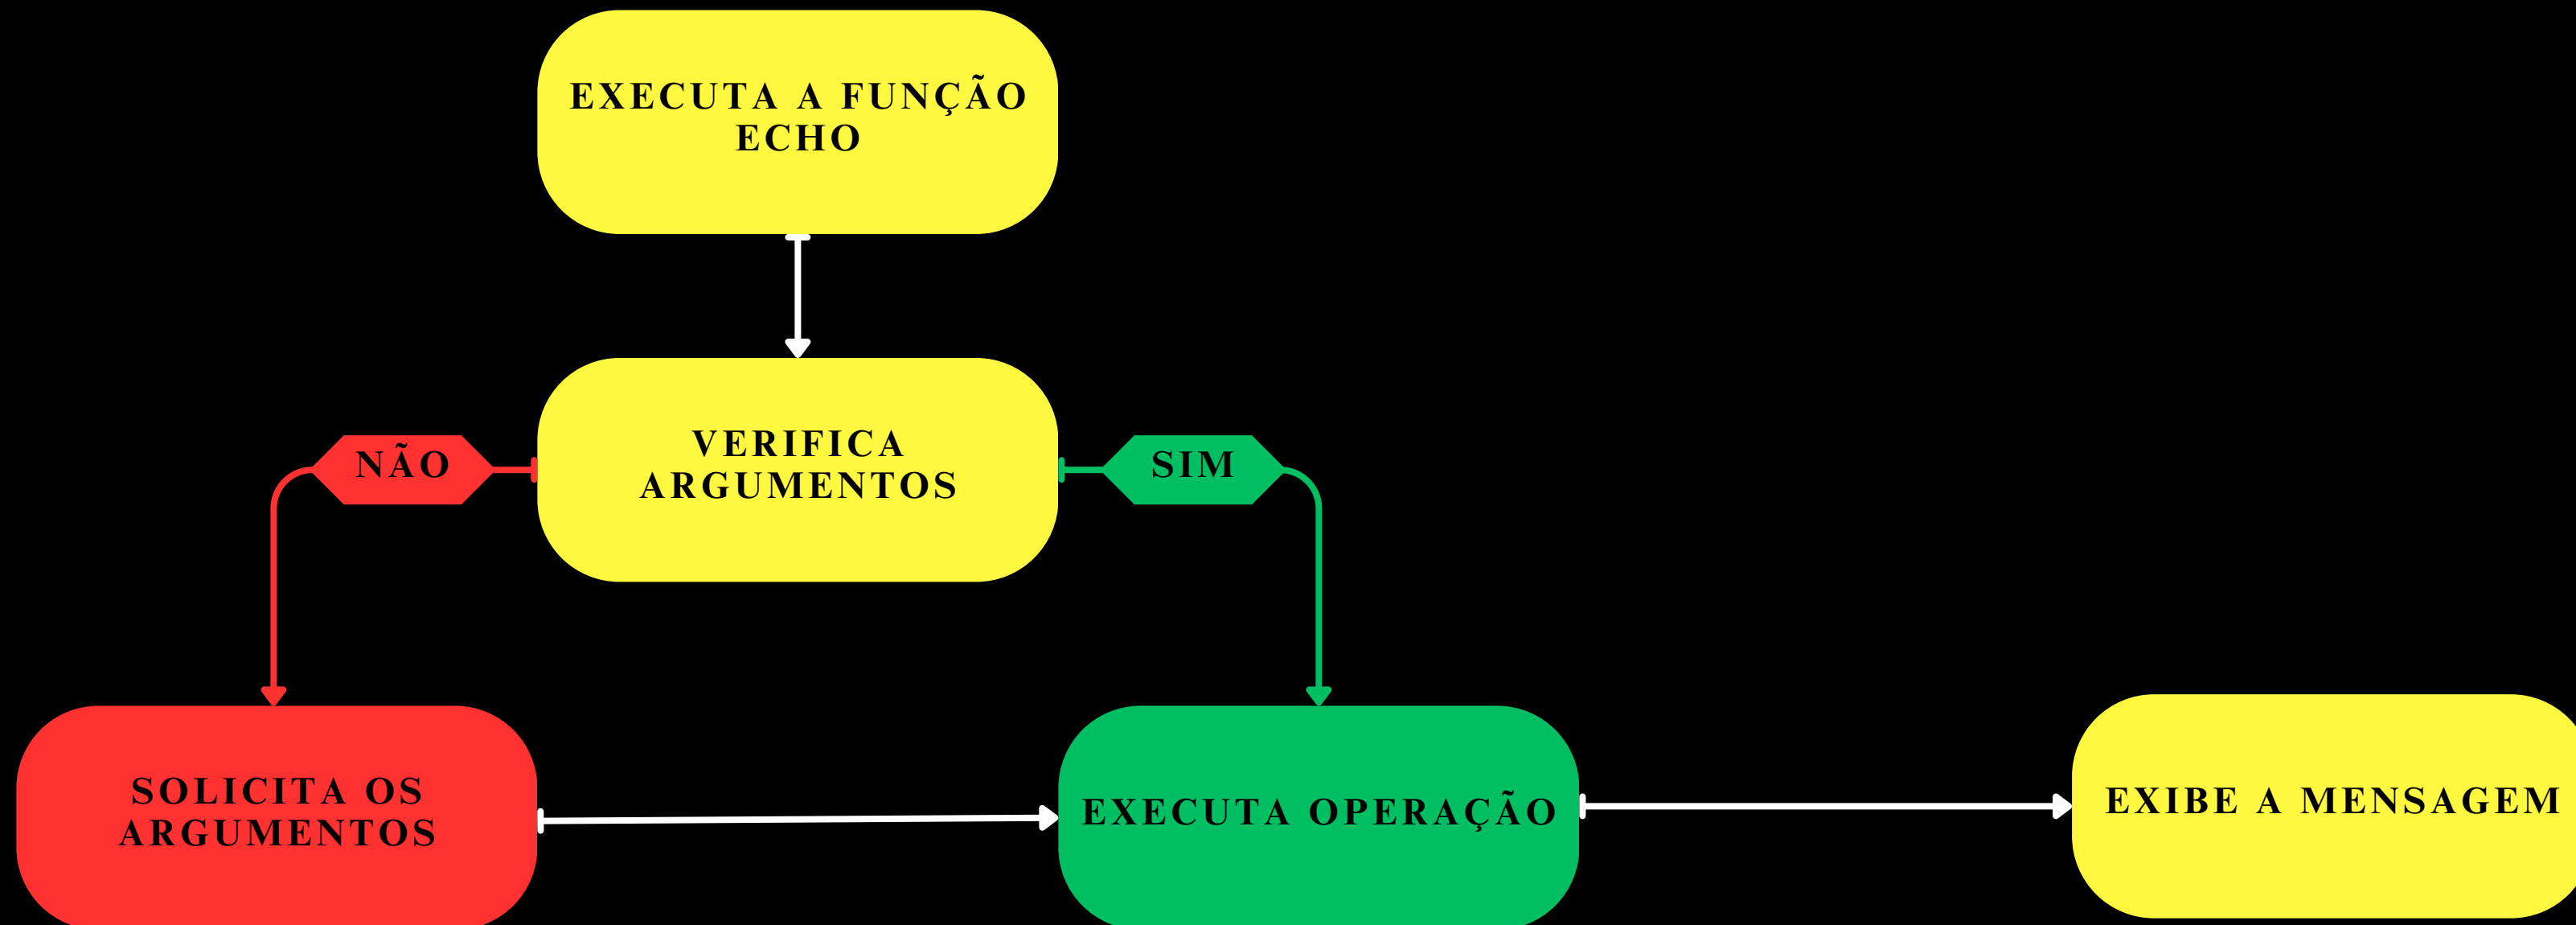 EXECUTA A FUNÇÃO
ECHO
VERIFICA
ARGUMENTOS
NÃO
SIM
SOLICITA OS
ARGUMENTOS
EXECUTA OPERAÇÃO
EXIBE A MENSAGEM